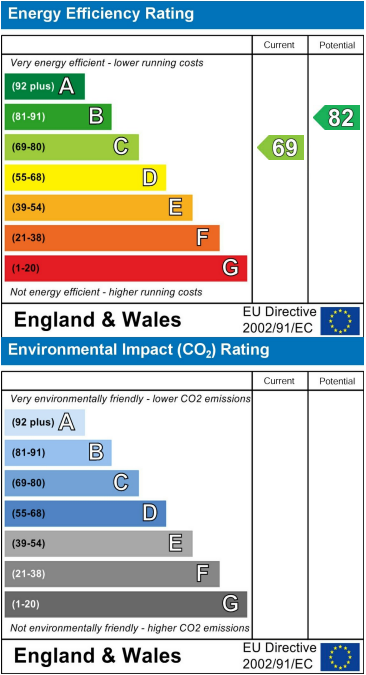 Energy Efficiency Rating
Current Potential
Very energy efficient - lower running costs
(92 plus) A
(81-91) B
82
(69-80) C
69
(55-68) D
(39-54) E
(21-38) F
(1-20) G
Not energy efficient - higher running costs
England & Wales
EU Directive
2002/91/EC
Environmental Impact (CO₂) Rating
Current Potential
Very environmentally friendly - lower CO2 emissions
(92 plus) A
(81-91) B
(69-80) C
(55-68) D
(39-54) E
(21-38) F
(1-20) G
Not environmentally friendly - higher CO2 emissions
England & Wales
EU Directive
2002/91/EC